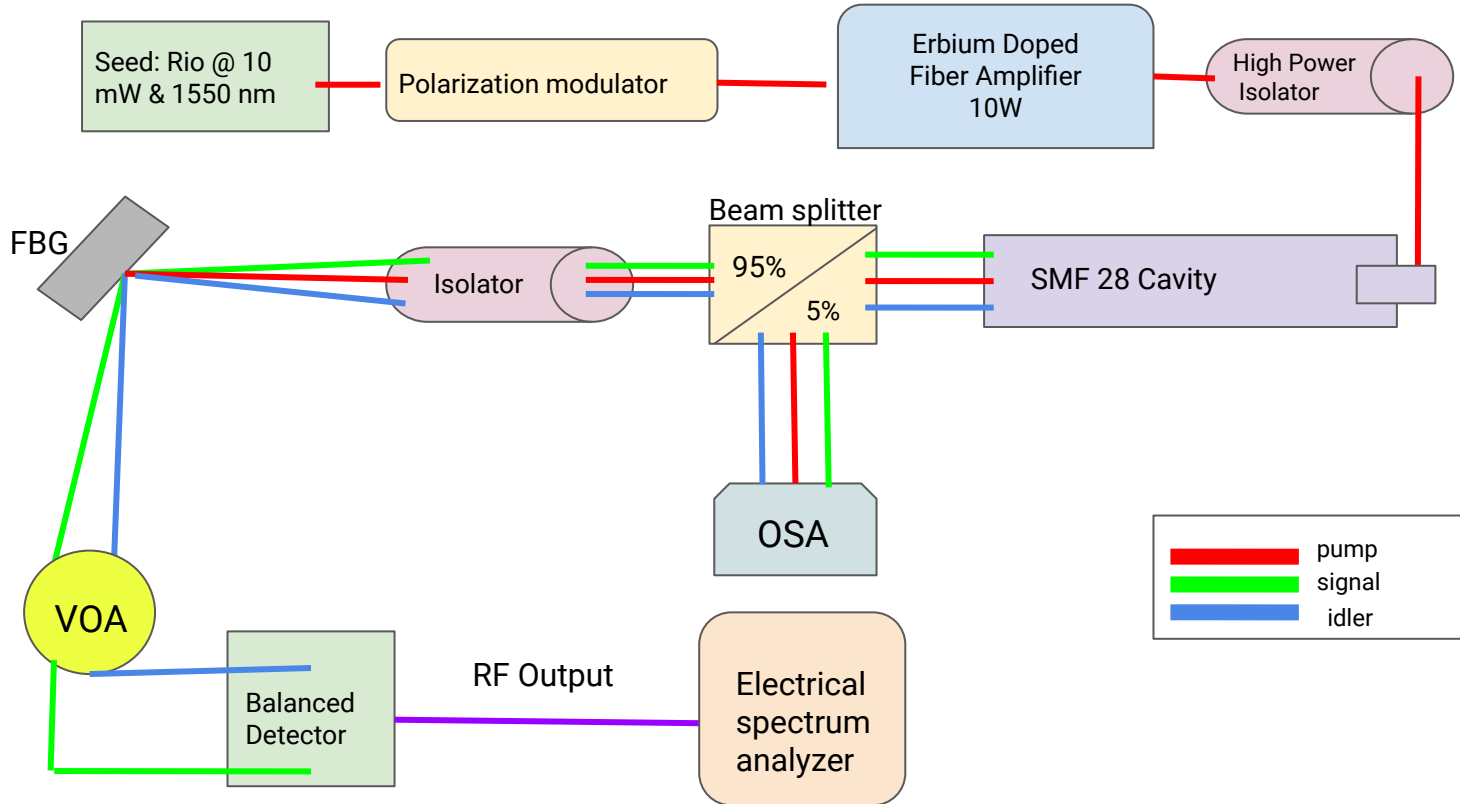 Seed: Rio @ 10
mW & 1550 nm
Polarization modulator
Erbium Doped
Fiber Amplifier
10W
High Power
Isolator
FBG
Isolator
Beam splitter
95%
5%
SMF 28 Cavity
OSA
pump
signal
idler
VOA
Balanced
Detector
RF Output
Electrical
spectrum
analyzer